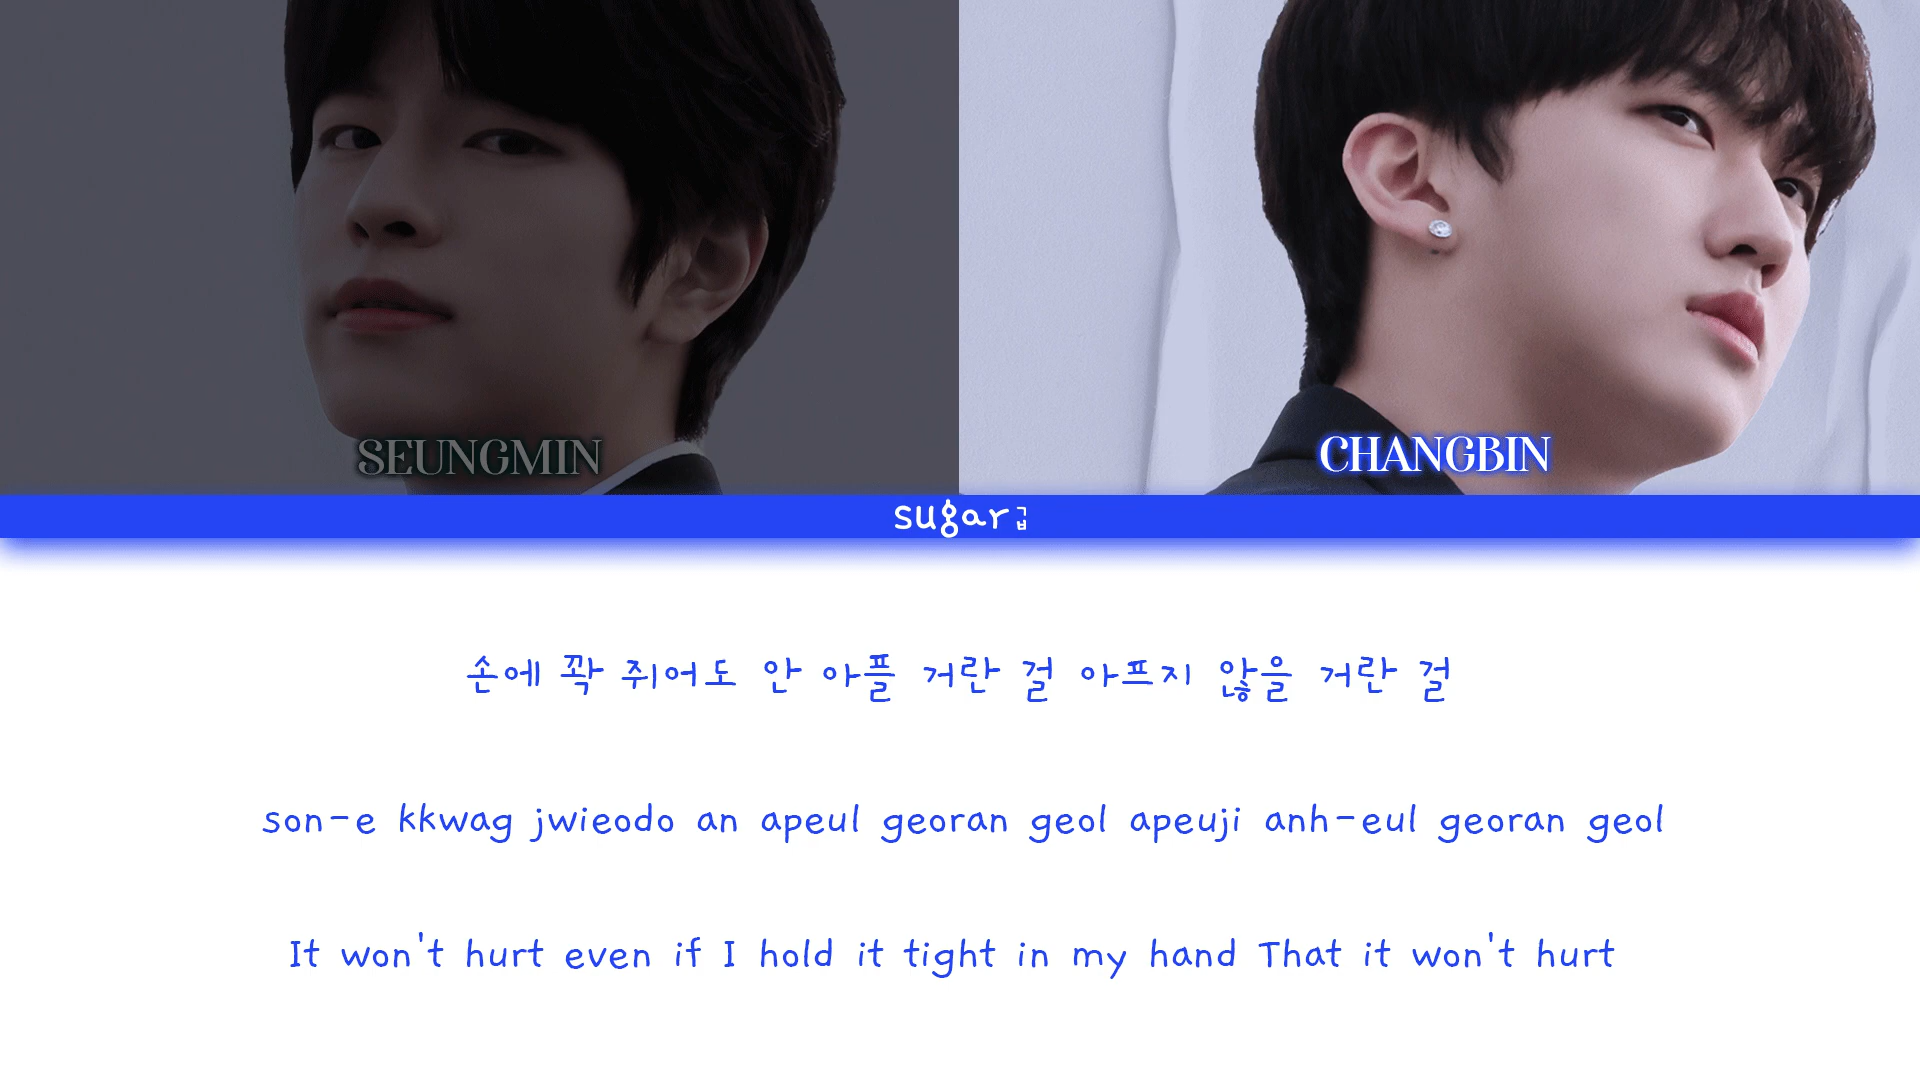 SEUNGMIN
CHANGBIN
sugar
손에 꽉 쥐어도 안 아플 거란 걸 아프지 않을 거란 걸
son-e kkwag jwieodo an apeul georan geol apeuji anh-eul georan geol
It won't hurt even if I hold it tight in my hand That it won't hurt